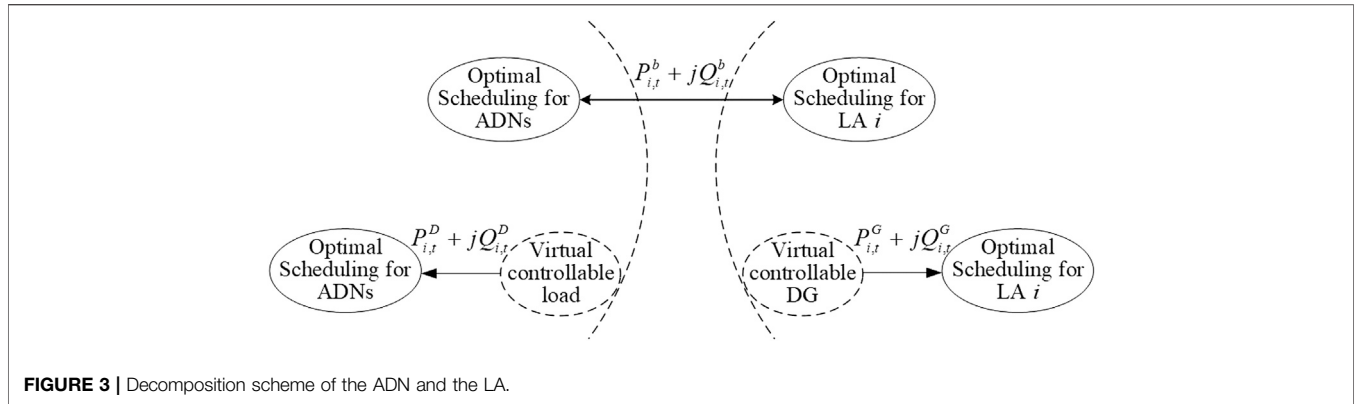 Optimal
Scheduling for
ADNs
P^b_{i,t} + jQ^b_{i,t}
Optimal
Scheduling for
LA i
Optimal
Scheduling for
ADNs
P^D_{i,t} + jQ^D_{i,t}
Virtual
controllable
load
Virtual
controllable
DG
P^G_{i,t} + jQ^G_{i,t}
Optimal
Scheduling for
LA i
FIGURE 3 | Decomposition scheme of the ADN and the LA.